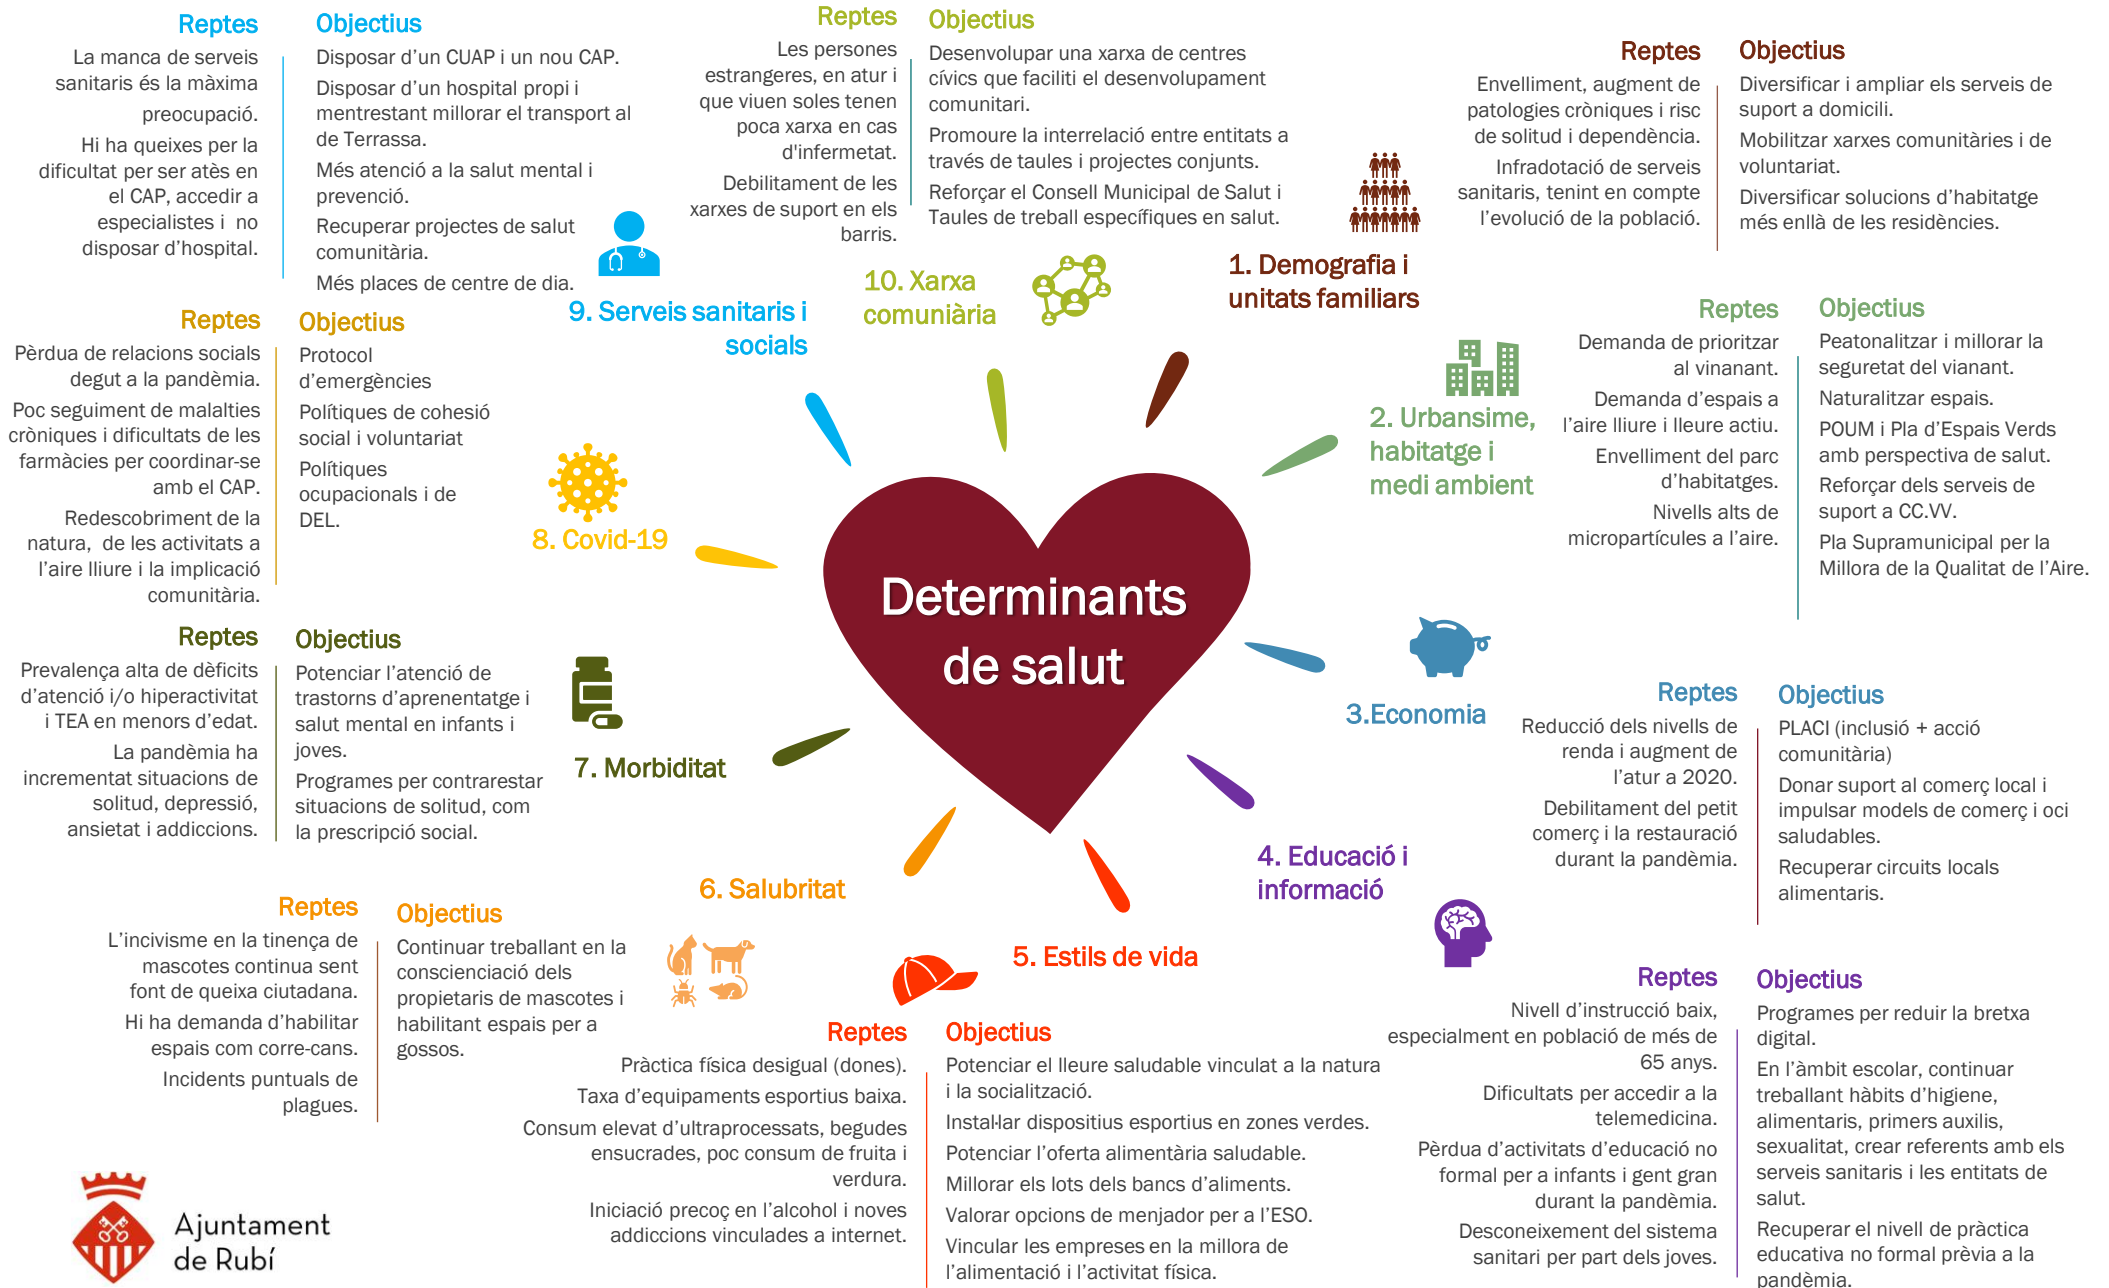 Determinants
de salut
1. Demografia i
unitats familiars
Reptes
Envelliment, augment de
patologies cròniques i risc
de solitud i dependència.
Infradotació de serveis
sanitaris, tenint en compte
l'evolució de la població.
Objectius
Diversificar i ampliar els serveis de
suport a domicili.
Mobilitzar xarxes comunitàries i de
voluntariat.
Diversificar solucions d'habitatge
més enllà de les residències.
2. Urbansime,
habitatge i
medi ambient
Reptes
Demanda de prioritzar
al vinanant.
Demanda d'espais a
l'aire lliure i lleure actiu.
Envelliment del parc
d'habitatges.
Nivells alts de
micropartícules a l'aire.
Objectius
Peatonalitzar i millorar la
seguretat del vianant.
Naturalitzar espais.
POUM i Pla d'Espais Verds
amb perspectiva de salut.
Reforçar dels serveis de
suport a CC.VV.
Pla Supramunicipal per la
Millora de la Qualitat de l'Aire.
3.Economia
Reptes
Reducció dels nivells de
renda i augment de
l'atur a 2020.
Debilitament del petit
comerç i la restauració
durant la pandèmia.
Objectius
PLACI (inclusió + acció
comunitària)
Donar suport al comerç local i
impulsar models de comerç i oci
saludables.
Recuperar circuits locals
alimentaris.
4. Educació i
informació
Reptes
Nivell d'instrucció baix,
especialment en població de més de
65 anys.
Dificultats per accedir a la
telemedicina.
Pèrdua d'activitats d'educació no
formal per a infants i gent gran
durant la pandèmia.
Desconeixement del sistema
sanitari per part dels joves.
Objectius
Programes per reduir la bretxa
digital.
En l'àmbit escolar, continuar
treballant hàbits d'higiene,
alimentaris, primers auxilis,
sexualitat, crear referents amb els
serveis sanitaris i les entitats de
salut.
Recuperar el nivell de pràctica
educativa no formal prèvia a la
pandèmia.
5. Estils de vida
Reptes
Pràctica física desigual (dones).
Taxa d'equipaments esportius baixa.
Consum elevat d'ultraprocessats, begudes
ensucrades, poc consum de fruita i
verdura.
Iniciació precoç en l'alcohol i noves
addiccions vinculades a internet.
Objectius
Potenciar el lleure saludable vinculat a la natura
i la socialització.
Instal·lar dispositius esportius en zones verdes.
Potenciar l'oferta alimentària saludable.
Millorar els lots dels bancs d'aliments.
Valorar opcions de menjador per a l'ESO.
Vincular les empreses en la millora de
l'alimentació i l'activitat física.
6. Salubritat
Reptes
L'incivisme en la tinença de
mascotes continua sent
font de queixa ciutadana.
Hi ha demanda d'habilitar
espais com corre-cans.
Incidents puntuals de
plagues.
Objectius
Continuar treballant en la
conscienciació dels
propietaris de mascotes i
habilitant espais per a
gossos.
7. Morbiditat
Reptes
Prevalença alta de dèficits
d'atenció i/o hiperactivitat
i TEA en menors d'edat.
La pandèmia ha
incrementat situacions de
solitud, depressió,
ansietat i addiccions.
Objectius
Potenciar l'atenció de
trastorns d'aprenentatge i
salut mental en infants i
joves.
Programes per contrarestar
situacions de solitud, com
la prescripció social.
8. Covid-19
Reptes
Pèrdua de relacions socials
degut a la pandèmia.
Poc seguiment de malalties
cròniques i dificultats de les
farmàcies per coordinar-se
amb el CAP.
Redescobriment de la
natura, de les activitats a
l'aire lliure i la implicació
comunitària.
Objectius
Protocol
d'emergències
Polítiques de cohesió
social i voluntariat
Polítiques
ocupacionals i de
DEL.
9. Serveis sanitaris i
socials
Reptes
La manca de serveis
sanitaris és la màxima
preocupació.
Hi ha queixes per la
dificultat per ser atès en
el CAP, accedir a
especialistes i no
disposar d'hospital.
Objectius
Disposar d'un CUAP i un nou CAP.
Disposar d'un hospital propi i
mentrestant millorar el transport al
de Terrassa.
Més atenció a la salut mental i
prevenció.
Recuperar projectes de salut
comunitària.
Més places de centre de dia.
10. Xarxa
comuniària
Reptes
Les persones
estrangeres, en atur i
que viuen soles tenen
poca xarxa en cas
d'infermetat.
Debilitament de les
xarxes de suport en els
barris.
Objectius
Desenvolupar una xarxa de centres
cívics que faciliti el desenvolupament
comunitari.
Promoure la interrelació entre entitats a
través de taules i projectes conjunts.
Reforçar el Consell Municipal de Salut i
Taules de treball específiques en salut.
Ajuntament
de Rubí